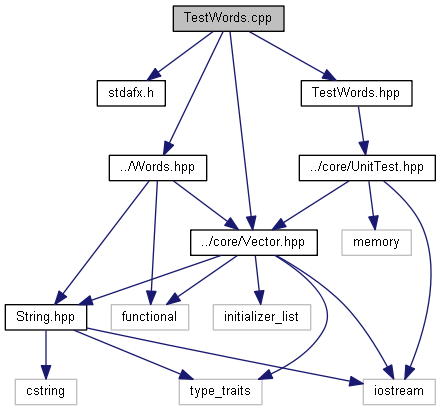 TestWords.cpp
stdafx.h
TestWords.hpp
../Words.hpp
../core/UnitTest.hpp
../core/Vector.hpp
memory
String.hpp
functional
initializer_list
cstring
type_traits
iostream